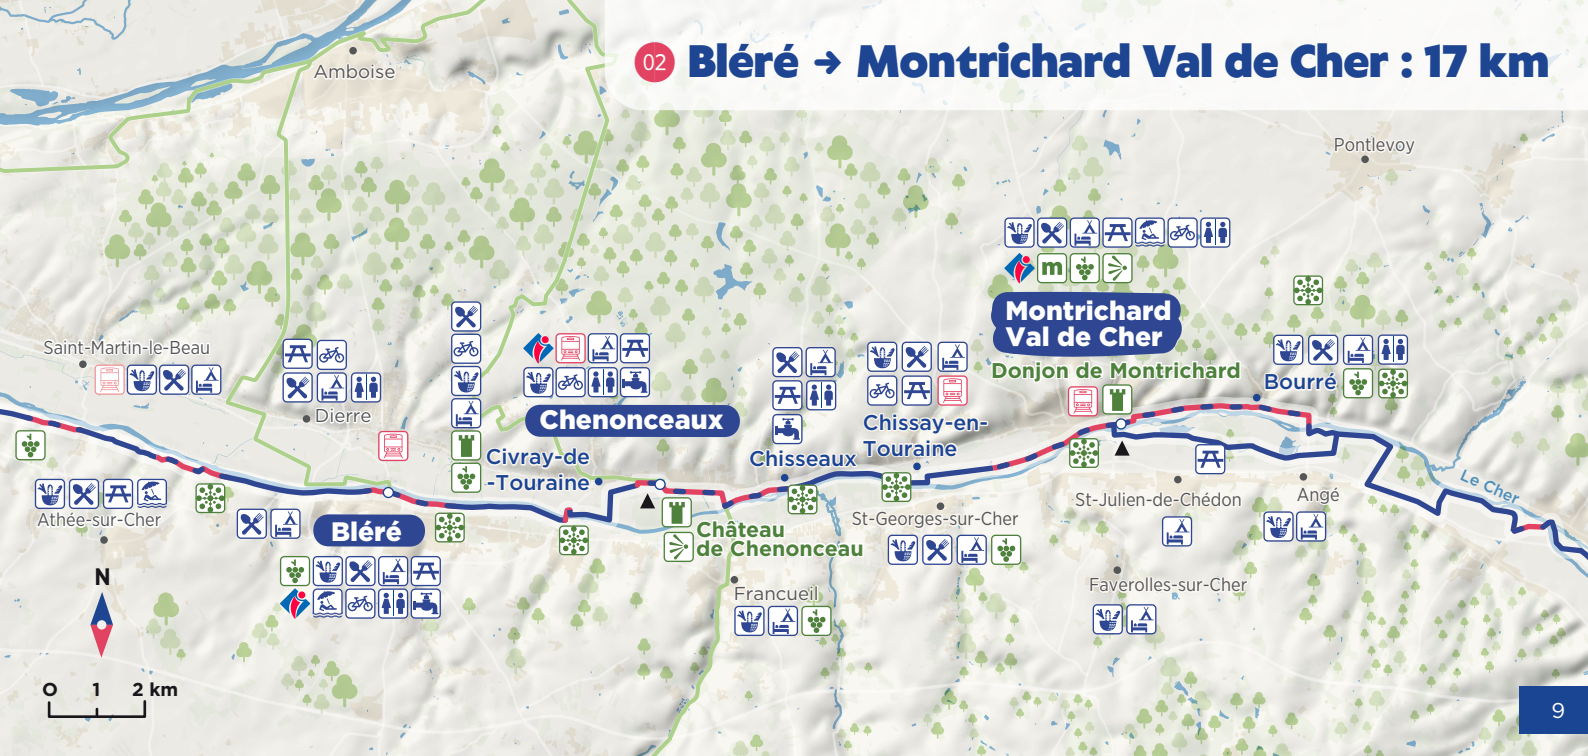 02 Bléré → Montrichard Val de Cher : 17 km
Amboise
Pontlevoy
m
Montrichard
Val de Cher
Saint-Martin-le-Beau
Donjon de Montrichard
Bourré
Dierre
Chenonceaux
Chissay-en-
Touraine
Civray-de
-Touraine
Chisseaux
Le Cher
Athée-sur-Cher
Bléré
Château
de Chenonceau
St-Georges-sur-Cher
St-Julien-de-Chédon
Angé
N
Francueil
Faverolles-sur-Cher
0 1 2 km
9